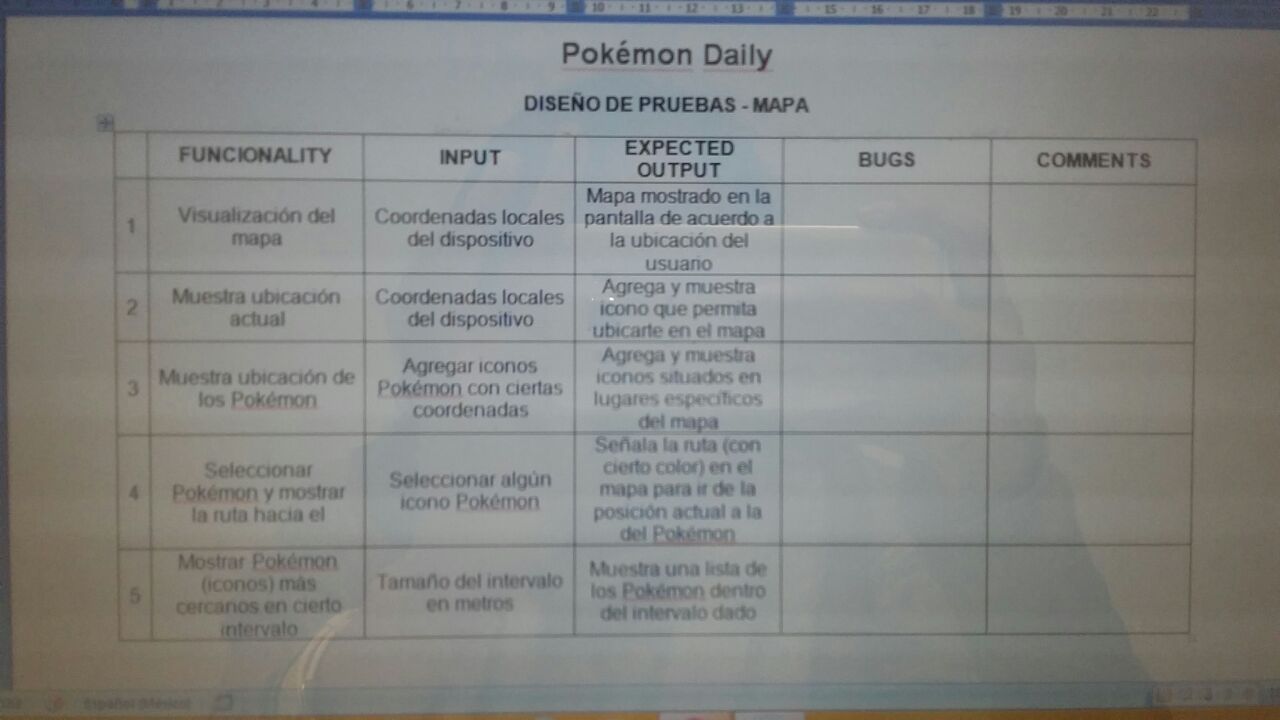 Pokémon Daily
DISEÑO DE PRUEBAS - MAPA
FUNCIONALITY
INPUT
EXPECTED
OUTPUT
BUGS
COMMENTS
1
Visualización del
mapa
Coordenadas locales
del dispositivo
Mapa mostrado en la
pantalla de acuerdo a
la ubicación del
usuario
2
Muestra ubicación
actual
Coordenadas locales
del dispositivo
Agrega y muestra
icono que permita
ubicarte en el mapa
3
Muestra ubicación de
los Pokémon
Agregar iconos
Pokémon con ciertas
coordenadas
Agrega y muestra
iconos situados en
lugares específicos
del mapa
4
Seleccionar
Pokémon y mostrar
la ruta hacia el
Seleccionar algún
icono Pokémon
Señala la ruta (con
cierto color) en el
mapa para ir de la
posición actual a la
del Pokémon
5
Mostrar Pokémon
(iconos) más
cercanos en cierto
intervalo
Tamaño del intervalo
en metros
Muestra una lista de
los Pokémon dentro
del intervalo dado
Español (México)